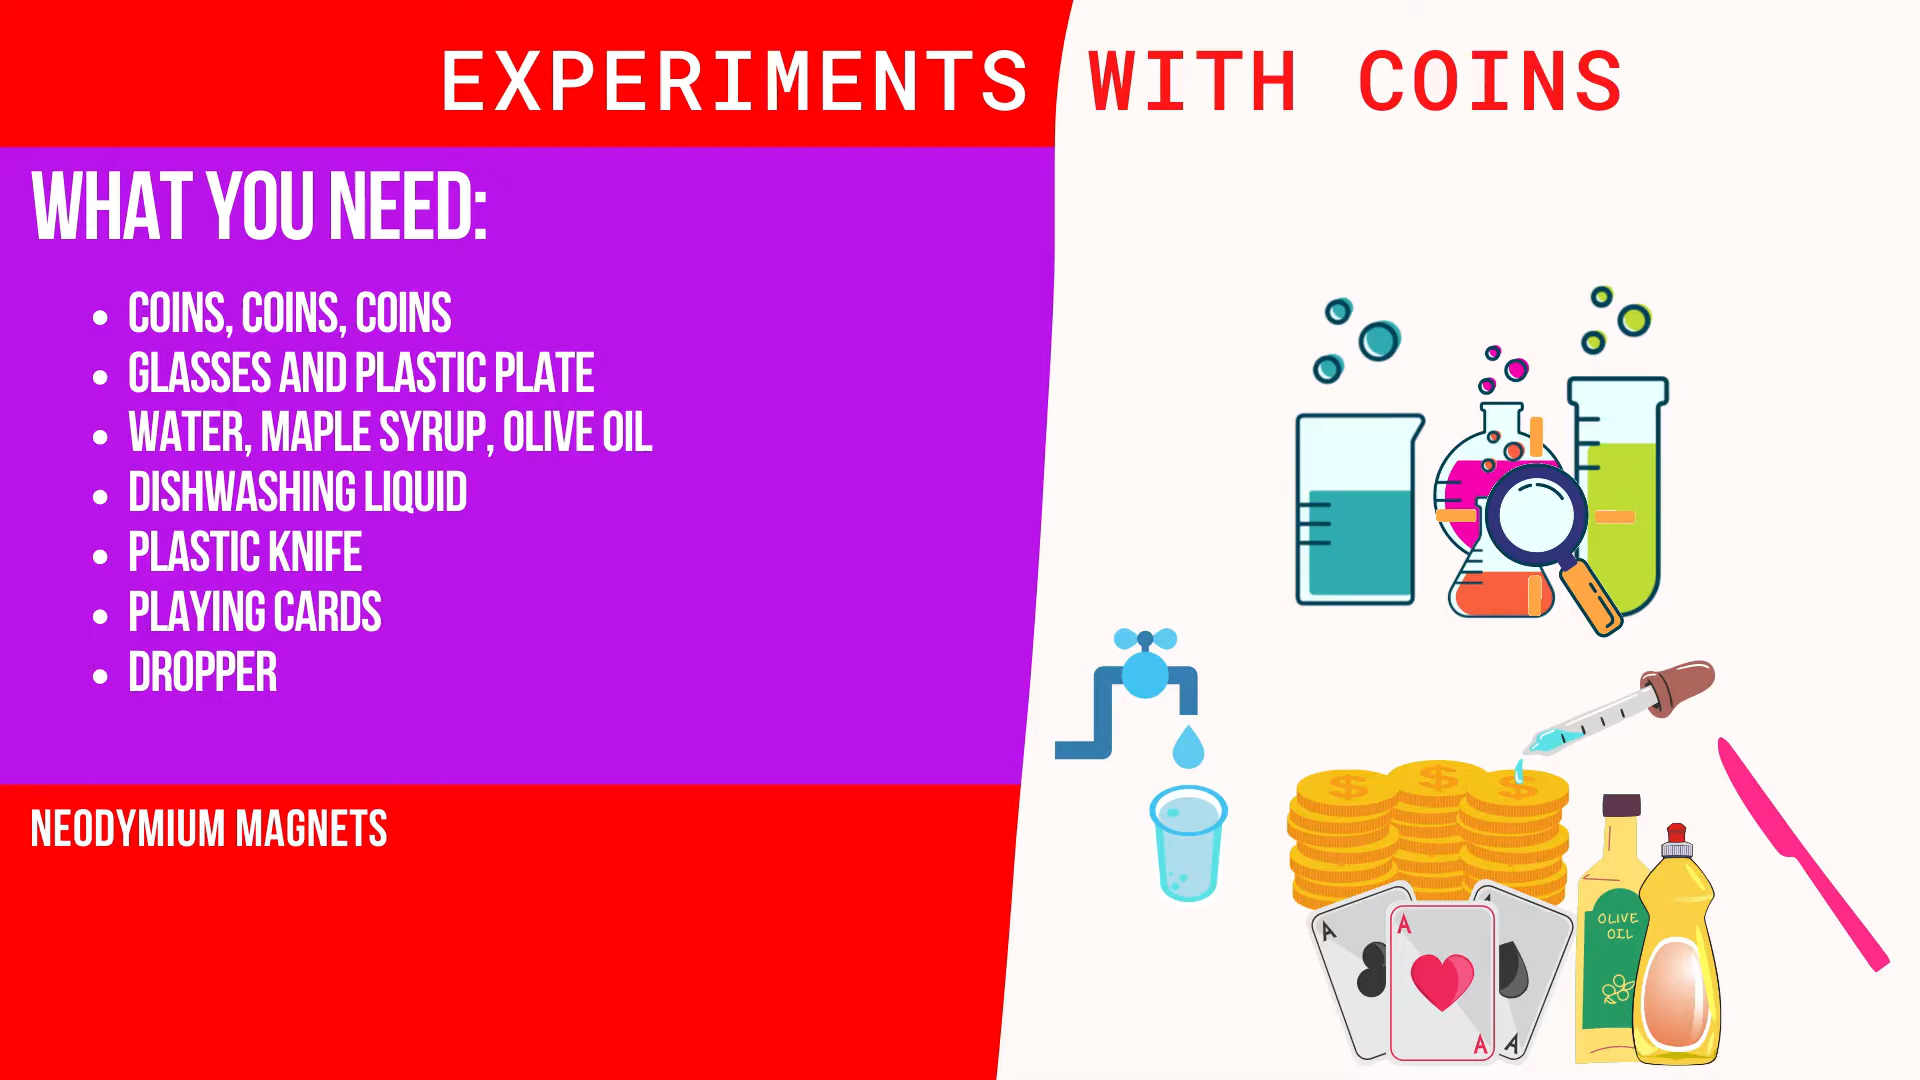 EXPERIMENTS WITH COINS
WHAT YOU NEED:
• COINS, COINS, COINS
• GLASSES AND PLASTIC PLATE
• WATER, MAPLE SYRUP, OLIVE OIL
• DISHWASHING LIQUID
• PLASTIC KNIFE
• PLAYING CARDS
• DROPPER
NEODYMIUM MAGNETS
$ $ $
A A A
OLIVE
OIL
A A